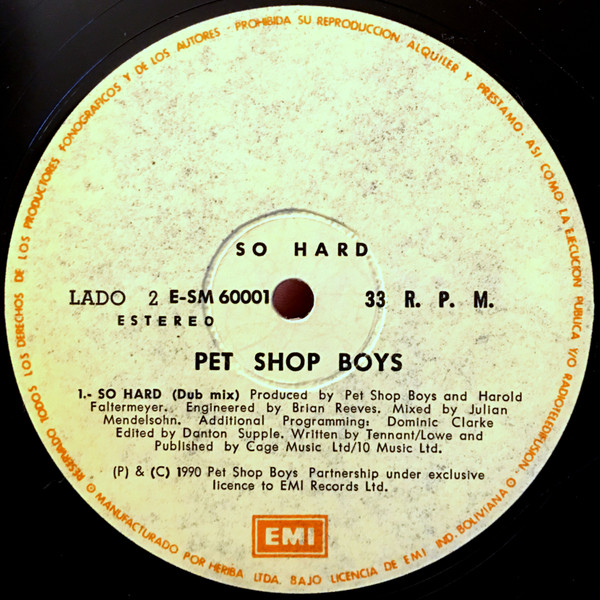 RESERVADO TODOS LOS DERECHOS DE LOS PRODUCTORES FONOGRAFICOS Y DE LOS AUTORES - PROHIBIDA SU REPRODUCCION, ALQUILER Y PRESTAMO: ASI COMO: LA EJECUCION PUBLICA Y/O RADIOTELEDIFUSION
SO HARD
LADO 2 E-SM 60001 33 R. P. M.
ESTEREO
PET SHOP BOYS
1.- SO HARD (Dub mix) Produced by Pet Shop Boys and Harold
Faltermeyer. Engineered by Brian Reeves. Mixed by Julian
Mendelsohn. Additional Programming: Dominic Clarke
Edited by Danton Supple. Written by Tennant/Lowe and
Published by Cage Music Ltd/10 Music Ltd.
(P) & (C) 1990 Pet Shop Boys Partnership under exclusive
licence to EMI Records Ltd.
EMI
© MANUFACTURADO POR HERIBA LTDA. BAJO LICENCIA DE EMI IND. BOLIVIANA ©